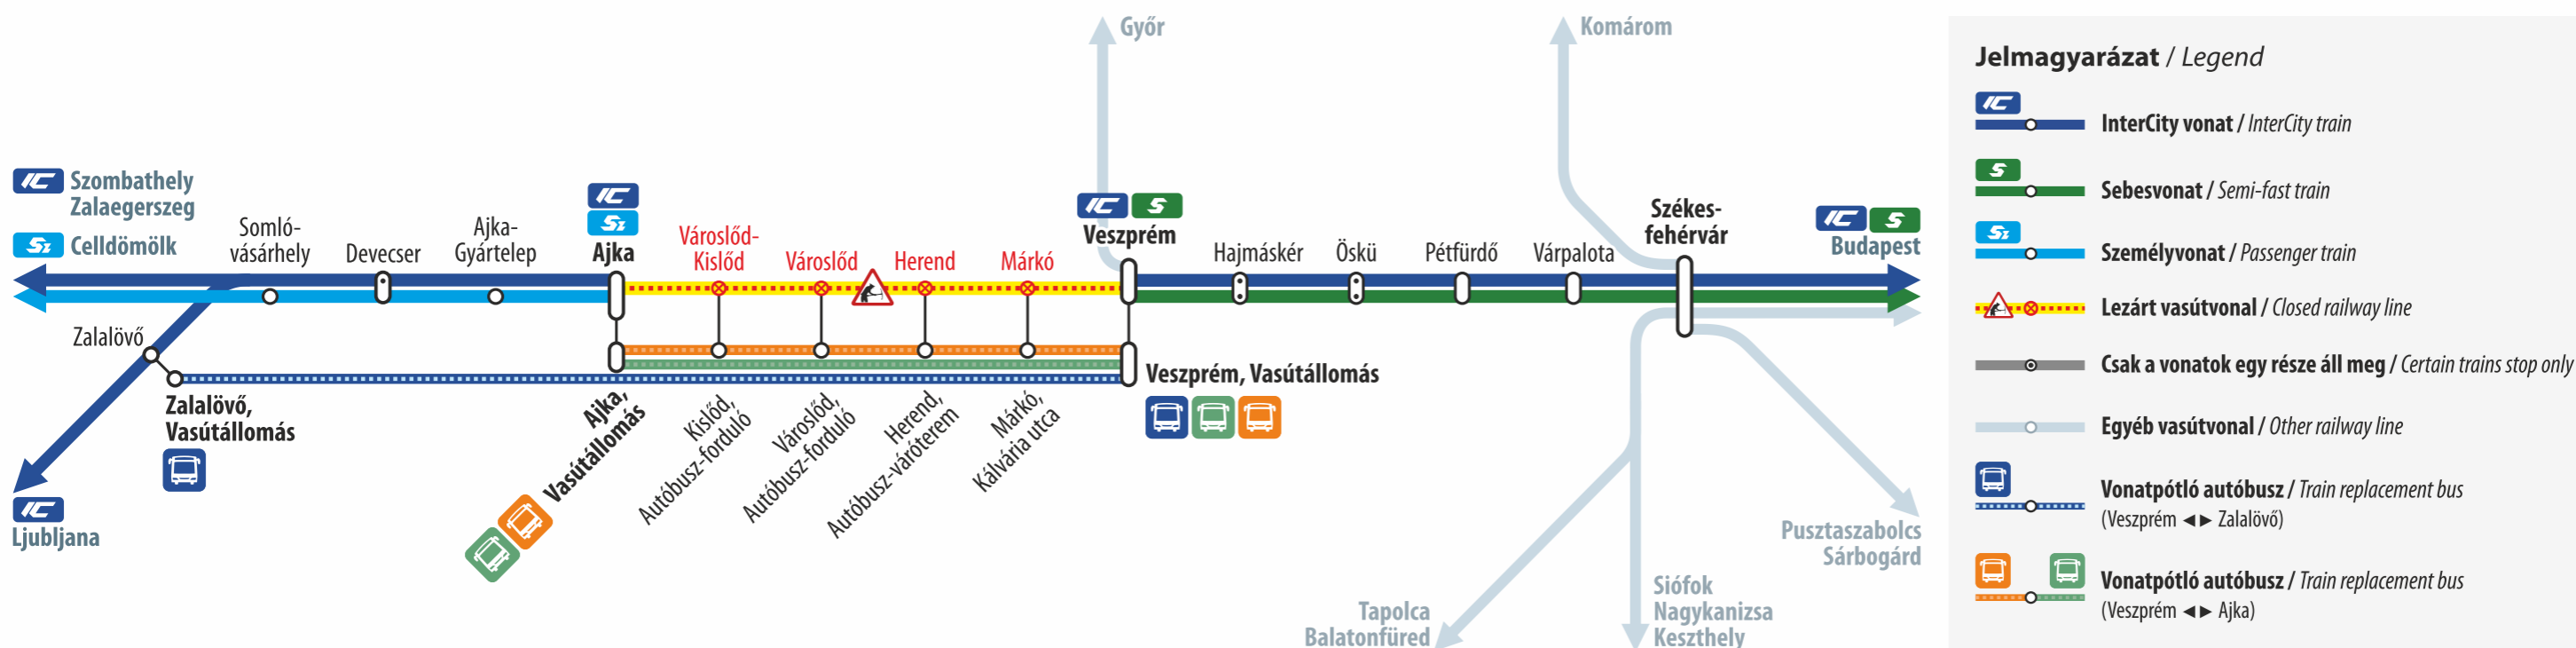 Győr
Komárom
Szombathely
Zalaegerszeg
Celldömölk
Somló-
vásárhely
Devecser
Ajka-
Gyártelep
Ajka
Városlőd-
Kislőd
Városlőd
Herend
Márkó
Veszprém
Hajmáskér
Öskü
Pétfürdő
Várpalota
Székes-
fehérvár
IC S
Budapest
IC
Sz
IC
Sz
IC S
Zalalövő
Zalalövő,
Vasútállomás
IC
Ljubljana
Ajka,
Vasútállomás
Kislőd,
Autóbusz-forduló
Városlőd,
Autóbusz-forduló
Herend,
Autóbusz-váróterem
Márkó,
Kálvária utca
Veszprém, Vasútállomás
Tapolca
Balatonfüred
Siófok
Nagykanizsa
Keszthely
Pusztaszabolcs
Sárbogárd
Jelmagyarázat / Legend
IC
InterCity vonat / InterCity train
S
Sebesvonat / Semi-fast train
Sz
Személyvonat / Passenger train
Lezárt vasútvonal / Closed railway line
Csak a vonatok egy része áll meg / Certain trains stop only
Egyéb vasútvonal / Other railway line
Vonatpótló autóbusz / Train replacement bus
(Veszprém ◄► Zalalövő)
Vonatpótló autóbusz / Train replacement bus
(Veszprém ◄► Ajka)